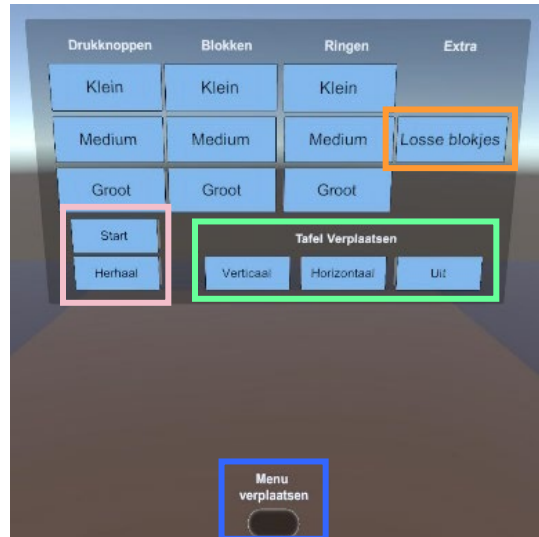 Drukknoppen Blokken Ringen Extra
Klein Klein Klein
Medium Medium Medium Losse blokjes
Groot Groot Groot
Start
Herhaal
Tafel Verplaatsen
Verticaal Horizontaal Uit
Menu
verplaatsen